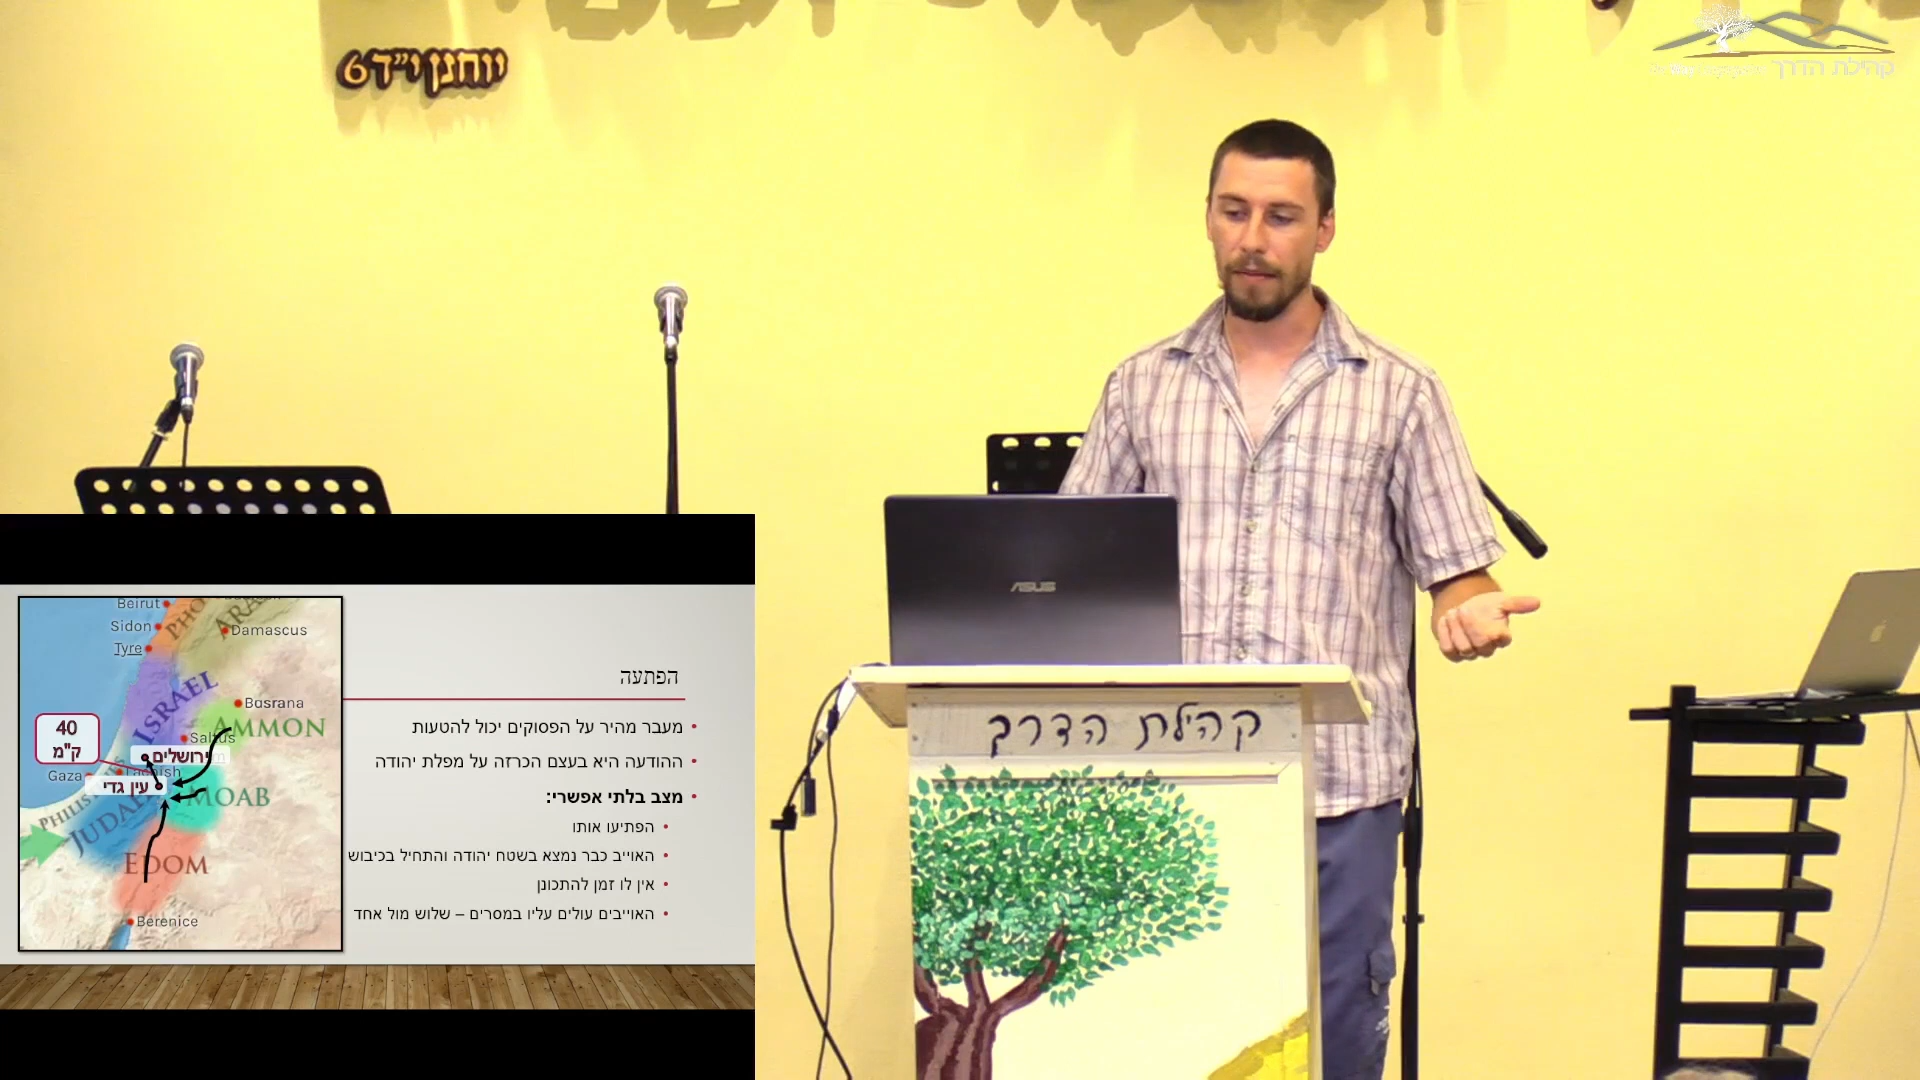 יוחנן י״ד 6
קהילת הדרך
ASUS
קהילת הדרך
הפתעה
מעבר מהיר על הפסוקים יכול להטעות
ההודעה היא בעצם הכרזה על מפלת יהודה
מצב בלתי אפשרי:
הפתיעו אותו
האוייב כבר נמצא בשטח יהודה והתחיל בכיבוש
אין לו זמן להתכונן
האוייבים עולים עליו במסרים – שלוש מול אחד
Beirut
Sidon
Tyre
Damascus
ISRAEL
Basrana
AMMON
40
ק"מ
ירושלים
Gaza
עין גדי
MOAB
JUDAH
EDOM
Berenice